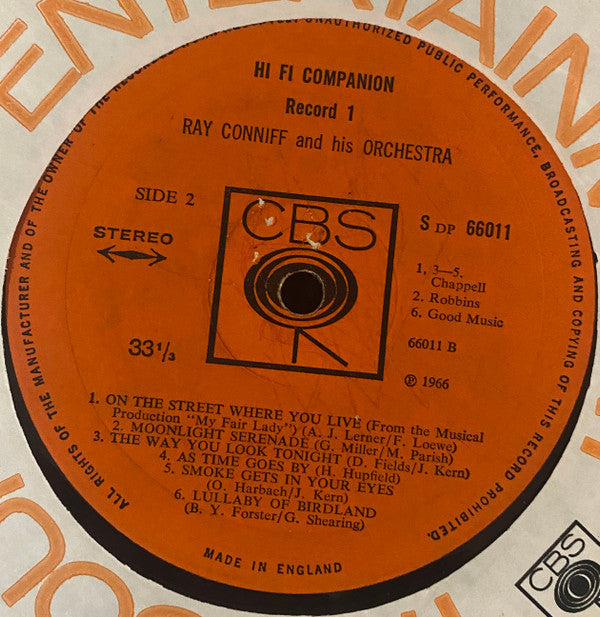 HI FI COMPANION
Record 1
RAY CONNIFF and his ORCHESTRA
SIDE 2
STEREO
33 1/3
CBS
S DP 66011
1, 3—5. Chappell
2. Robbins
6. Good Music
66011 B
Ⓟ 1966
1. ON THE STREET WHERE YOU LIVE (From the Musical
Production "My Fair Lady") (A. J. Lerner/F. Loewe)
2. MOONLIGHT SERENADE (G. Miller/M. Parish)
3. THE WAY YOU LOOK TONIGHT (D. Fields/J. Kern)
4. AS TIME GOES BY (H. Hupfield)
5. SMOKE GETS IN YOUR EYES
(O. Harbach/J. Kern)
6. LULLABY OF BIRDLAND
(B. Y. Forster/G. Shearing)
MADE IN ENGLAND
ALL RIGHTS OF THE MANUFACTURER AND OF THE OWNER OF THE UNAUTHORIZED PUBLIC PERFORMANCE, BROADCASTING AND COPYING OF THIS RECORD PROHIBITED.
CBS